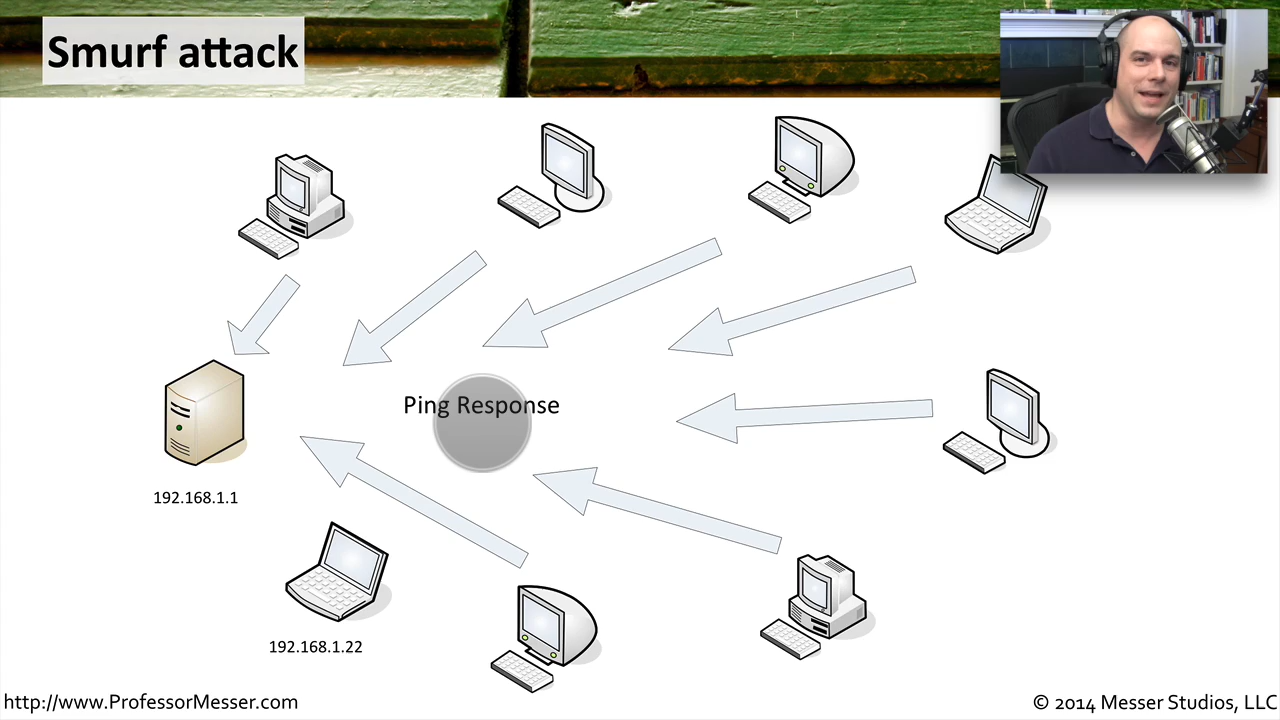 Smurf attack
Ping Response
192.168.1.1
192.168.1.22
http://www.ProfessorMesser.com
© 2014 Messer Studios, LLC